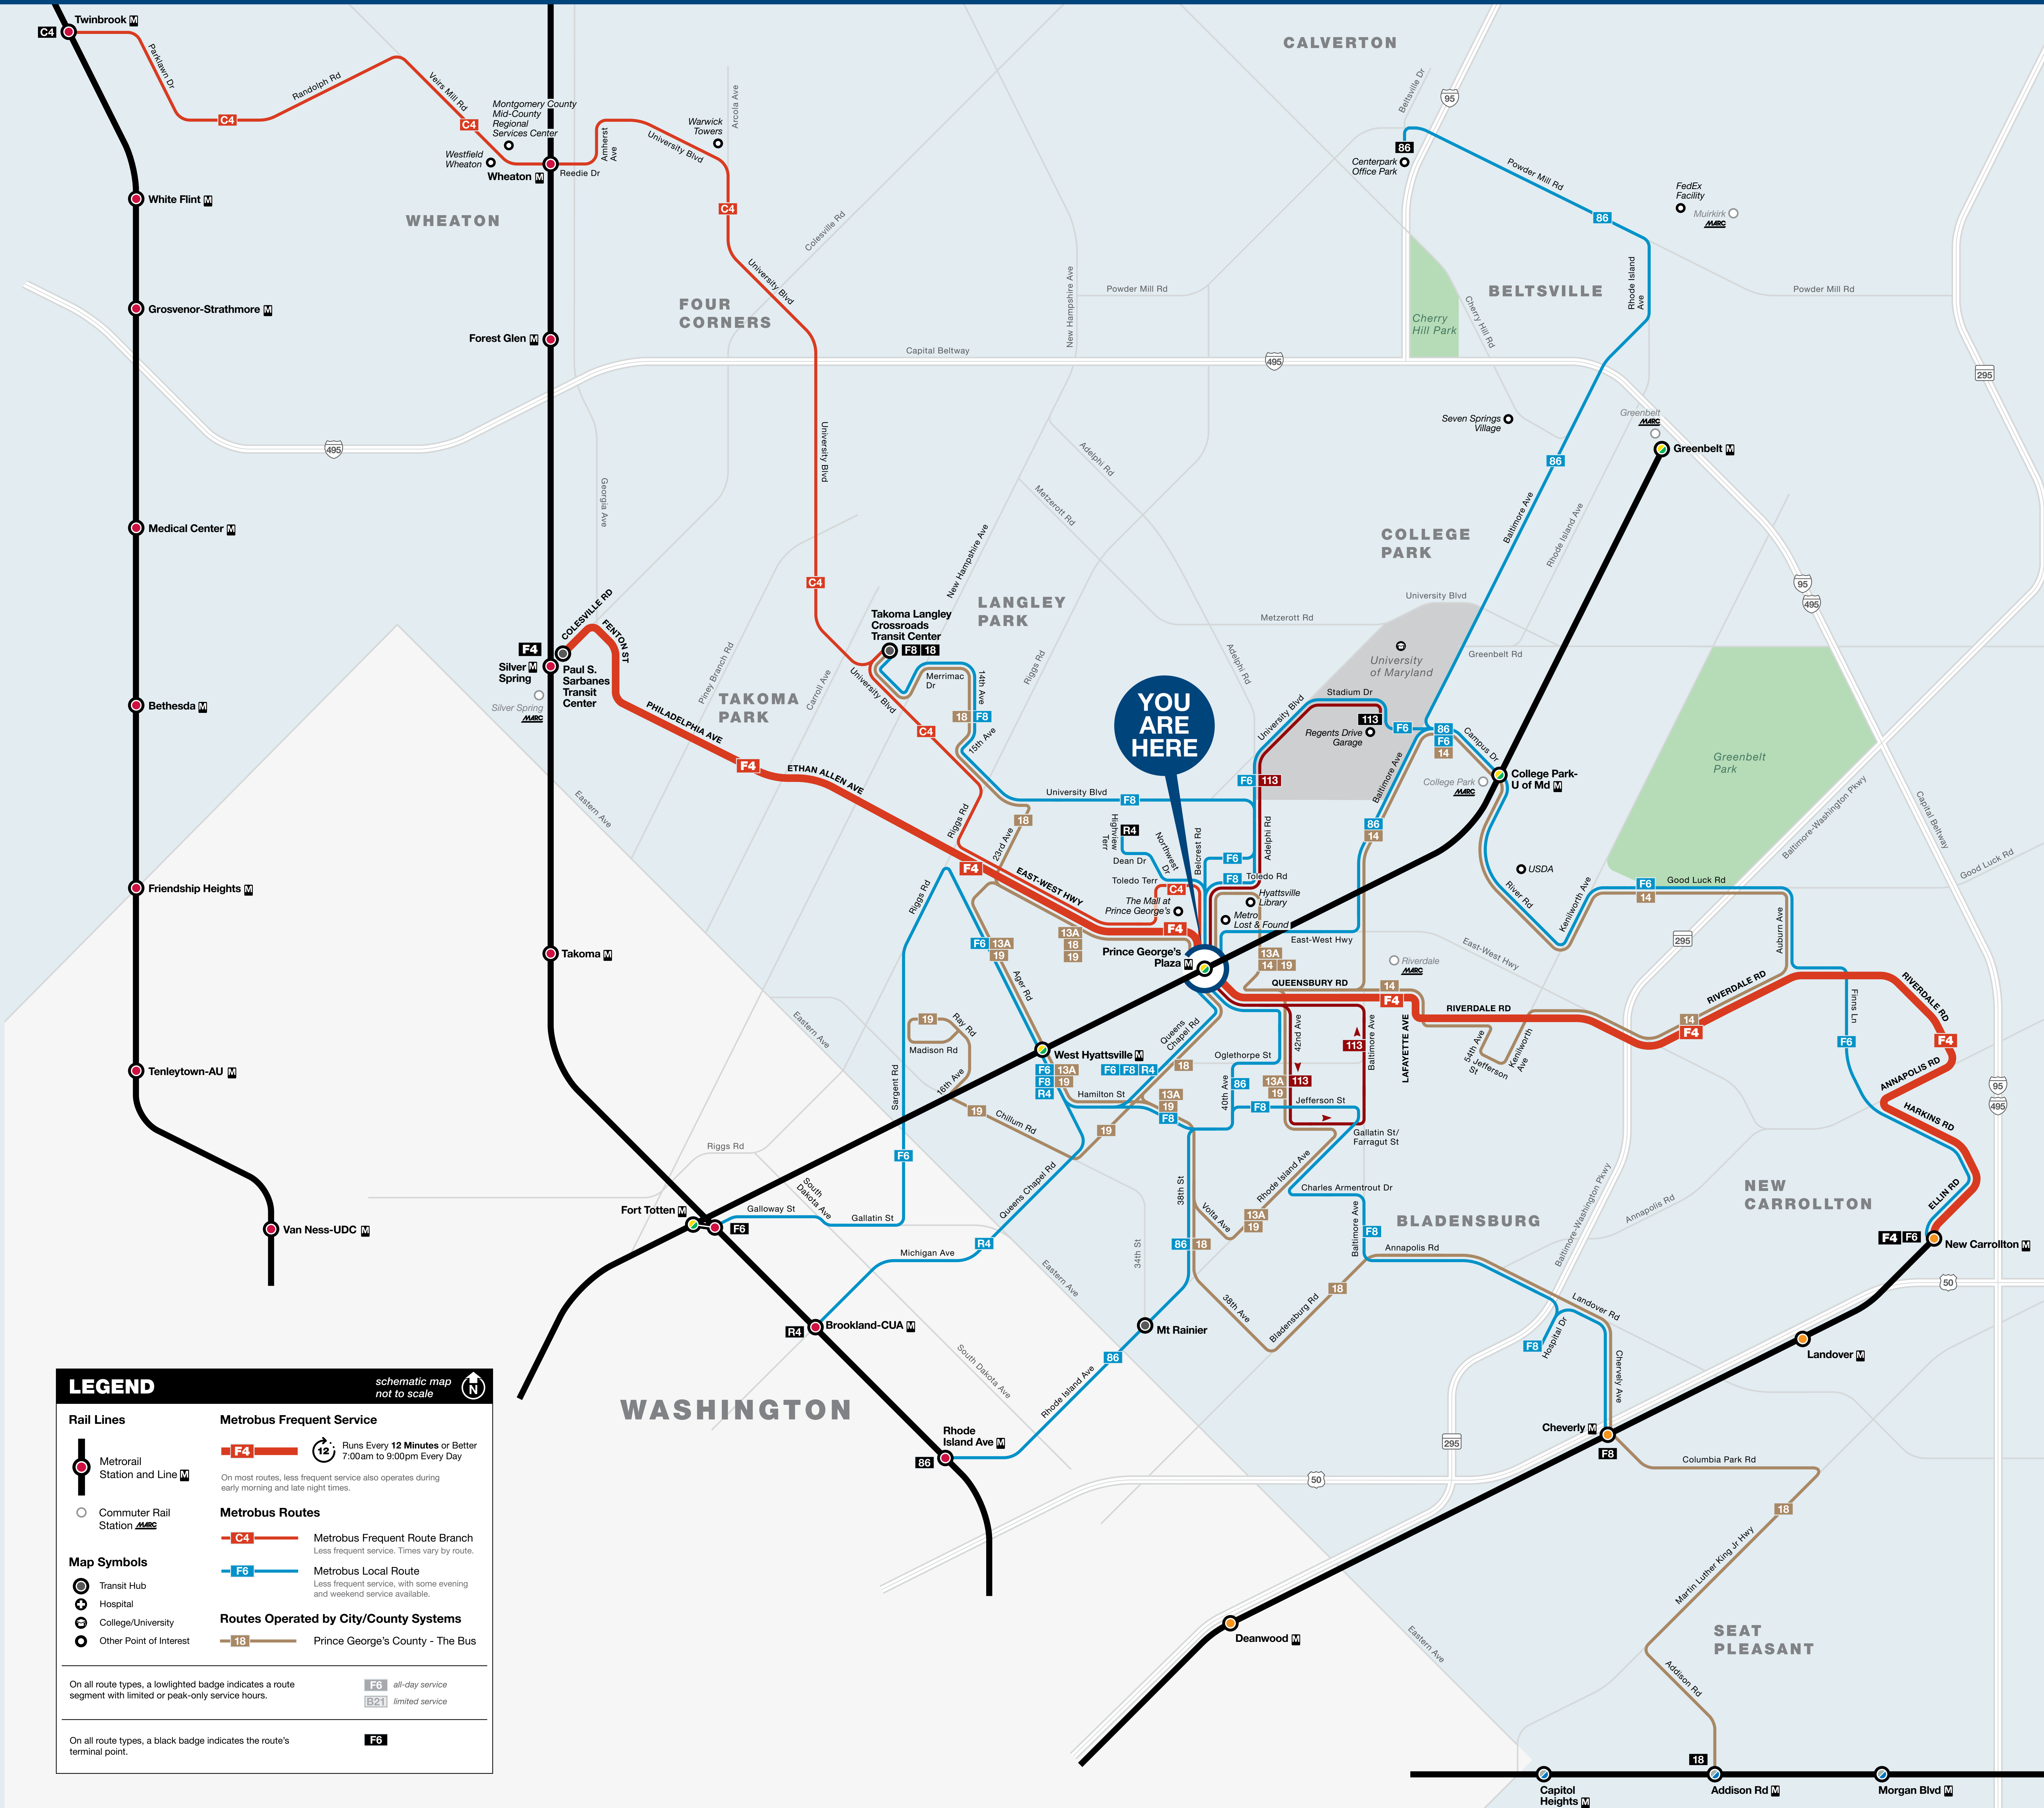 Twinbrook M
C4
Parklawn Dr
C4
Randolph Rd
Veirs Mill Rd
C4
Montgomery County
Mid-County
Regional
Services Center
Westfield
Wheaton
Wheaton M
Reedie Dr
Amherst
Ave
University Blvd
Warwick
Towers
Arcola Ave
C4
University Blvd
Colesville Rd
WHEATON
FOUR
CORNERS
White Flint M
Grosvenor-Strathmore M
Forest Glen M
495
Medical Center M
Bethesda M
Friendship Heights M
Tenleytown-AU M
Van Ness-UDC M
Georgia Ave
University Blvd
C4
CALVERTON
Beltsville Dr
95
86
Centerpark
Office Park
Powder Mill Rd
86
FedEx
Facility
Muirkirk
MARC
Rhode Island
Ave
BELTSVILLE
Powder Mill Rd
Powder Mill Rd
New Hampshire Ave
Capital Beltway
495
Cherry
Hill Park
Cherry Hill Rd
295
Seven Springs
Village
Greenbelt
MARC
Greenbelt M
86
Baltimore Ave
Rhode Island Ave
Adelphi Rd
Metzerott Rd
COLLEGE
PARK
95
495
University Blvd
Metzerott Rd
Greenbelt Rd
University
of Maryland
Adelphi Rd
New Hampshire Ave
LANGLEY
PARK
Takoma Langley
Crossroads
Transit Center
F8 18
Merrimac
Dr
14th Ave
18 F8
15th Ave
University Blvd
C4
Riggs Rd
COLESVILLE RD
FENTON ST
F4
Silver M
Spring
Paul S.
Sarbanes
Transit
Center
Silver Spring
MARC
PHILADELPHIA AVE
Piney Branch Rd
Carroll Ave
TAKOMA
PARK
F4
ETHAN ALLEN AVE
Eastern Ave
Riggs Rd
F4
23rd Ave
18
University Blvd
F8
EAST-WEST HWY
YOU
ARE
HERE
Stadium Dr
University Blvd
113
Regents Drive
Garage
F6
86
F6
14
Campus Dr
College Park
MARC
College Park-
U of Md M
F6 113
Baltimore Ave
86
14
Highview
Terr
R4
Dean Dr
Northwest
Dr
Belcrest Rd
F6
Adelphi Rd
Toledo Terr
C4
F8
Toledo Rd
The Mall at
Prince George's
Hyattsville
Library
Metro
Lost & Found
F4
East-West Hwy
Prince George's
Plaza M
13A
18
19
13A
14 19
USDA
River Rd
Kenilworth Ave
F6
14
Good Luck Rd
Good Luck Rd
Greenbelt
Park
Baltimore-Washington Pkwy
Capital Beltway
295
Auburn Ave
East-West Hwy
Riverdale
MARC
QUEENSBURY RD
14
F4
LAFAYETTE AVE
RIVERDALE RD
14
F4
RIVERDALE RD
RIVERDALE RD
F4
54th Ave
Jefferson
St
Kenilworth
Ave
Finns Ln
F6
ANNAPOLIS RD
HARKINS RD
ELLIN RD
95
495
F4 F6
New Carrollton M
50
NEW
CARROLLTON
Annapolis Rd
Baltimore-Washington Pkwy
Takoma M
Riggs Rd
F6 13A
19
Ager Rd
Eastern Ave
19
Ray Rd
Madison Rd
16th Ave
Sargent Rd
West Hyattsville M
F6 13A
F8 19
R4
F6 F8 R4
Queens
Chapel Rd
18
Hamilton St
13A
19
F8
Oglethorpe St
40th Ave
86
42nd Ave
113
Baltimore Ave
13A 113
19
F8
Jefferson St
Gallatin St/
Farragut St
19
Chillum Rd
19
F6
Riggs Rd
South
Dakota Ave
Fort Totten M
F6
Galloway St
Gallatin St
Queens Chapel Rd
R4
Michigan Ave
Brookland-CUA M
R4
34th St
Eastern Ave
38th St
86 18
Volta Ave
Rhode Island Ave
13A
19
Charles Armentrout Dr
Baltimore Ave
F8
BLADENSBURG
Annapolis Rd
38th Ave
Bladensburg Rd
18
Mt Rainier
86
Rhode Island Ave
South Dakota Ave
Rhode
Island Ave M
86
WASHINGTON
Landover Rd
F8
Hospital Dr
Chervely Ave
Cheverly M
F8
Landover M
295
50
Columbia Park Rd
18
Martin Luther King Jr Hwy
Addison Rd
SEAT
PLEASANT
Deanwood M
Eastern Ave
18
Capitol
Heights M
Addison Rd M
Morgan Blvd M
LEGEND
schematic map
not to scale
N
Rail Lines
Metrorail
Station and Line M
Commuter Rail
Station MARC
Map Symbols
Transit Hub
Hospital
College/University
Other Point of Interest
Metrobus Frequent Service
F4
12
Runs Every 12 Minutes or Better
7:00am to 9:00pm Every Day
On most routes, less frequent service also operates during
early morning and late night times.
Metrobus Routes
C4
Metrobus Frequent Route Branch
Less frequent service. Times vary by route.
F6
Metrobus Local Route
Less frequent service, with some evening
and weekend service available.
Routes Operated by City/County Systems
18
Prince George's County - The Bus
On all route types, a lowlighted badge indicates a route
segment with limited or peak-only service hours.
F6 all-day service
B21 limited service
On all route types, a black badge indicates the route's
terminal point.
F6